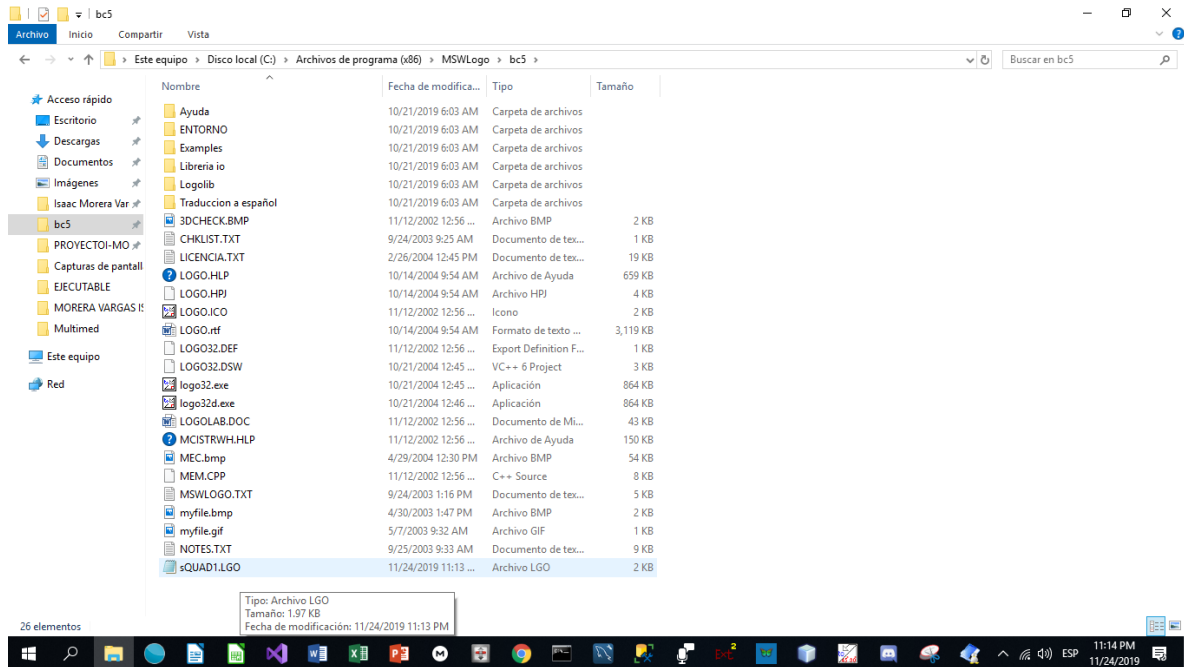 bc5
Archivo Inicio Compartir Vista
Este equipo > Disco local (C:) > Archivos de programa (x86) > MSWLogo > bc5 >
Buscar en bc5
Acceso rápido
Escritorio
Descargas
Documentos
Imágenes
Isaac Morera Var
bc5
PROYECTOI-MO
Capturas de pantall
EJECUTABLE
MORERA VARGAS IS
Multimed
Este equipo
Red
Nombre Fecha de modifica... Tipo Tamaño
Ayuda 10/21/2019 6:03 AM Carpeta de archivos
ENTORNO 10/21/2019 6:03 AM Carpeta de archivos
Examples 10/21/2019 6:03 AM Carpeta de archivos
Libreria io 10/21/2019 6:03 AM Carpeta de archivos
Logolib 10/21/2019 6:03 AM Carpeta de archivos
Traduccion a español 10/21/2019 6:03 AM Carpeta de archivos
3DCHECK.BMP 11/12/2002 12:56 ... Archivo BMP 2 KB
CHKLIST.TXT 9/24/2003 9:25 AM Documento de tex... 1 KB
LICENCIA.TXT 2/26/2004 12:45 PM Documento de tex... 19 KB
LOGO.HLP 10/14/2004 9:54 AM Archivo de Ayuda 659 KB
LOGO.HPJ 10/14/2004 9:54 AM Archivo HPJ 4 KB
LOGO.ICO 11/12/2002 12:56 ... Icono 2 KB
LOGO.rtf 10/14/2004 9:54 AM Formato de texto ... 3,119 KB
LOGO32.DEF 11/12/2002 12:56 ... Export Definition F... 1 KB
LOGO32.DSW 10/21/2004 12:45 ... VC++ 6 Project 3 KB
logo32.exe 10/21/2004 12:45 ... Aplicación 864 KB
logo32d.exe 10/21/2004 12:46 ... Aplicación 864 KB
LOGOLAB.DOC 11/12/2002 12:56 ... Documento de Mi... 43 KB
MCISTRWH.HLP 11/12/2002 12:56 ... Archivo de Ayuda 150 KB
MEC.bmp 4/29/2004 12:30 PM Archivo BMP 54 KB
MEM.CPP 11/12/2002 12:56 ... C++ Source 8 KB
MSWLOGO.TXT 9/24/2003 1:16 PM Documento de tex... 5 KB
myfile.bmp 4/30/2003 1:47 PM Archivo BMP 2 KB
myfile.gif 5/7/2003 9:32 AM Archivo GIF 1 KB
NOTES.TXT 9/25/2003 9:33 AM Documento de tex... 9 KB
sQUAD1.LGO 11/24/2019 11:13 ... Archivo LGO 2 KB
Tipo: Archivo LGO
Tamaño: 1.97 KB
Fecha de modificación: 11/24/2019 11:13 PM
26 elementos
ESP
11:14 PM
11/24/2019